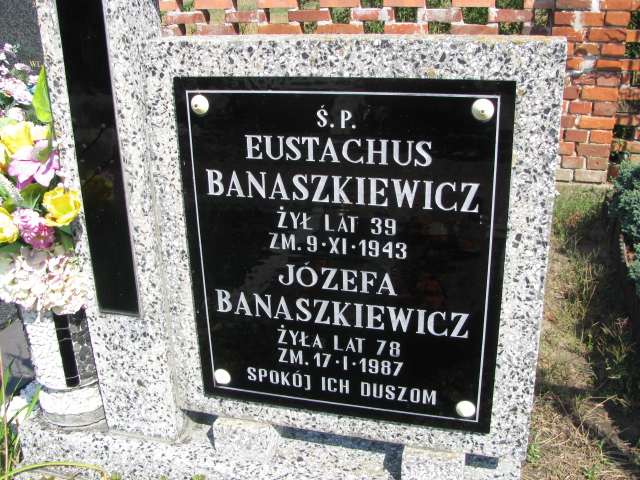 Ś.P.
EUSTACHUS
BANASZKIEWICZ
ŻYŁ LAT 39
ZM. 9·XI·1943
JÓZEFA
BANASZKIEWICZ
ŻYŁA LAT 78
ZM. 17·I·1987
SPOKÓJ ICH DUSZOM